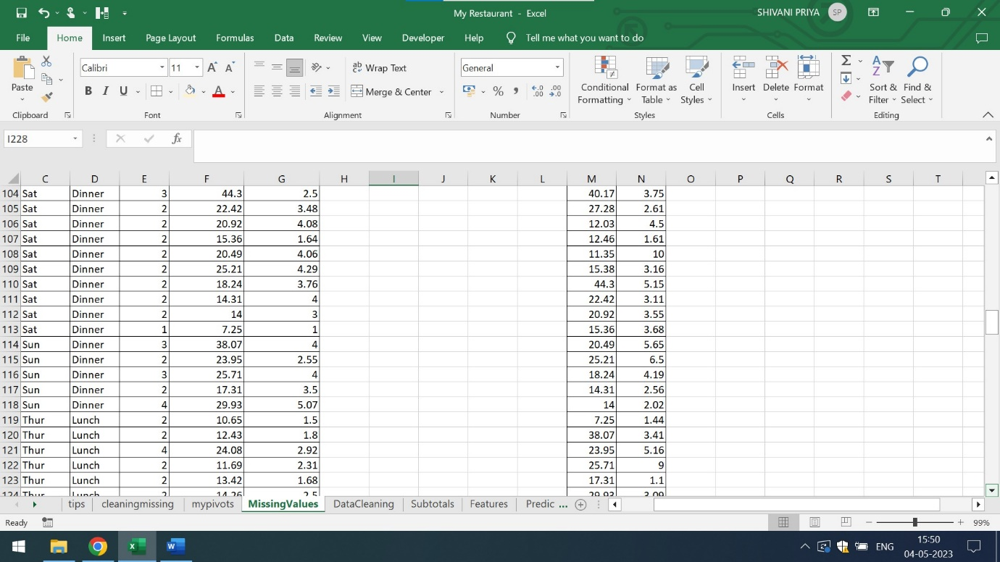 My Restaurant - Excel
SHIVANI PRIYA SP
File Home Insert Page Layout Formulas Data Review View Developer Help Tell me what you want to do
Calibri 11 ab Wrap Text General
Paste B I U Merge & Center % Conditional Formatting Format as Table Cell Styles Insert Delete Format Sort & Filter Find & Select
Clipboard Font Alignment Number Styles Cells Editing
I228 fx
C D E F G H I J K L M N O P Q R S T
104 Sat Dinner 3 44.3 2.5 40.17 3.75
105 Sat Dinner 2 22.42 3.48 27.28 2.61
106 Sat Dinner 2 20.92 4.08 12.03 4.5
107 Sat Dinner 2 15.36 1.64 12.46 1.61
108 Sat Dinner 2 20.49 4.06 11.35 10
109 Sat Dinner 2 25.21 4.29 15.38 3.16
110 Sat Dinner 2 18.24 3.76 44.3 5.15
111 Sat Dinner 2 14.31 4 22.42 3.11
112 Sat Dinner 2 14 3 20.92 3.55
113 Sat Dinner 1 7.25 1 15.36 3.68
114 Sun Dinner 3 38.07 4 20.49 5.65
115 Sun Dinner 2 23.95 2.55 25.21 6.5
116 Sun Dinner 3 25.71 4 18.24 4.19
117 Sun Dinner 2 17.31 3.5 14.31 2.56
118 Sun Dinner 4 29.93 5.07 14 2.02
119 Thur Lunch 2 10.65 1.5 7.25 1.44
120 Thur Lunch 2 12.43 1.8 38.07 3.41
121 Thur Lunch 4 24.08 2.92 23.95 5.16
122 Thur Lunch 2 11.69 2.31 25.71 9
123 Thur Lunch 2 13.42 1.68 17.31 1.1
124 Thur Lunch 2 14.26 2.5 29.93 3.09
tips cleaningmissing mypivots MissingValues DataCleaning Subtotals Features Predic ...
Ready 99%
ENG 15:50
04-05-2023